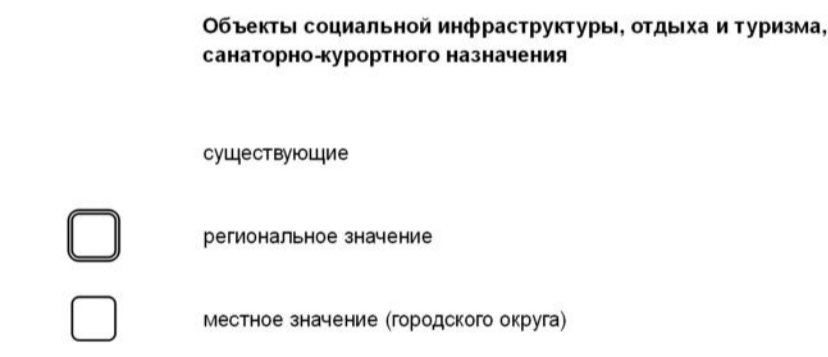 Объекты социальной инфраструктуры, отдыха и туризма,
санаторно-курортного назначения
существующие
региональное значение
местное значение (городского округа)